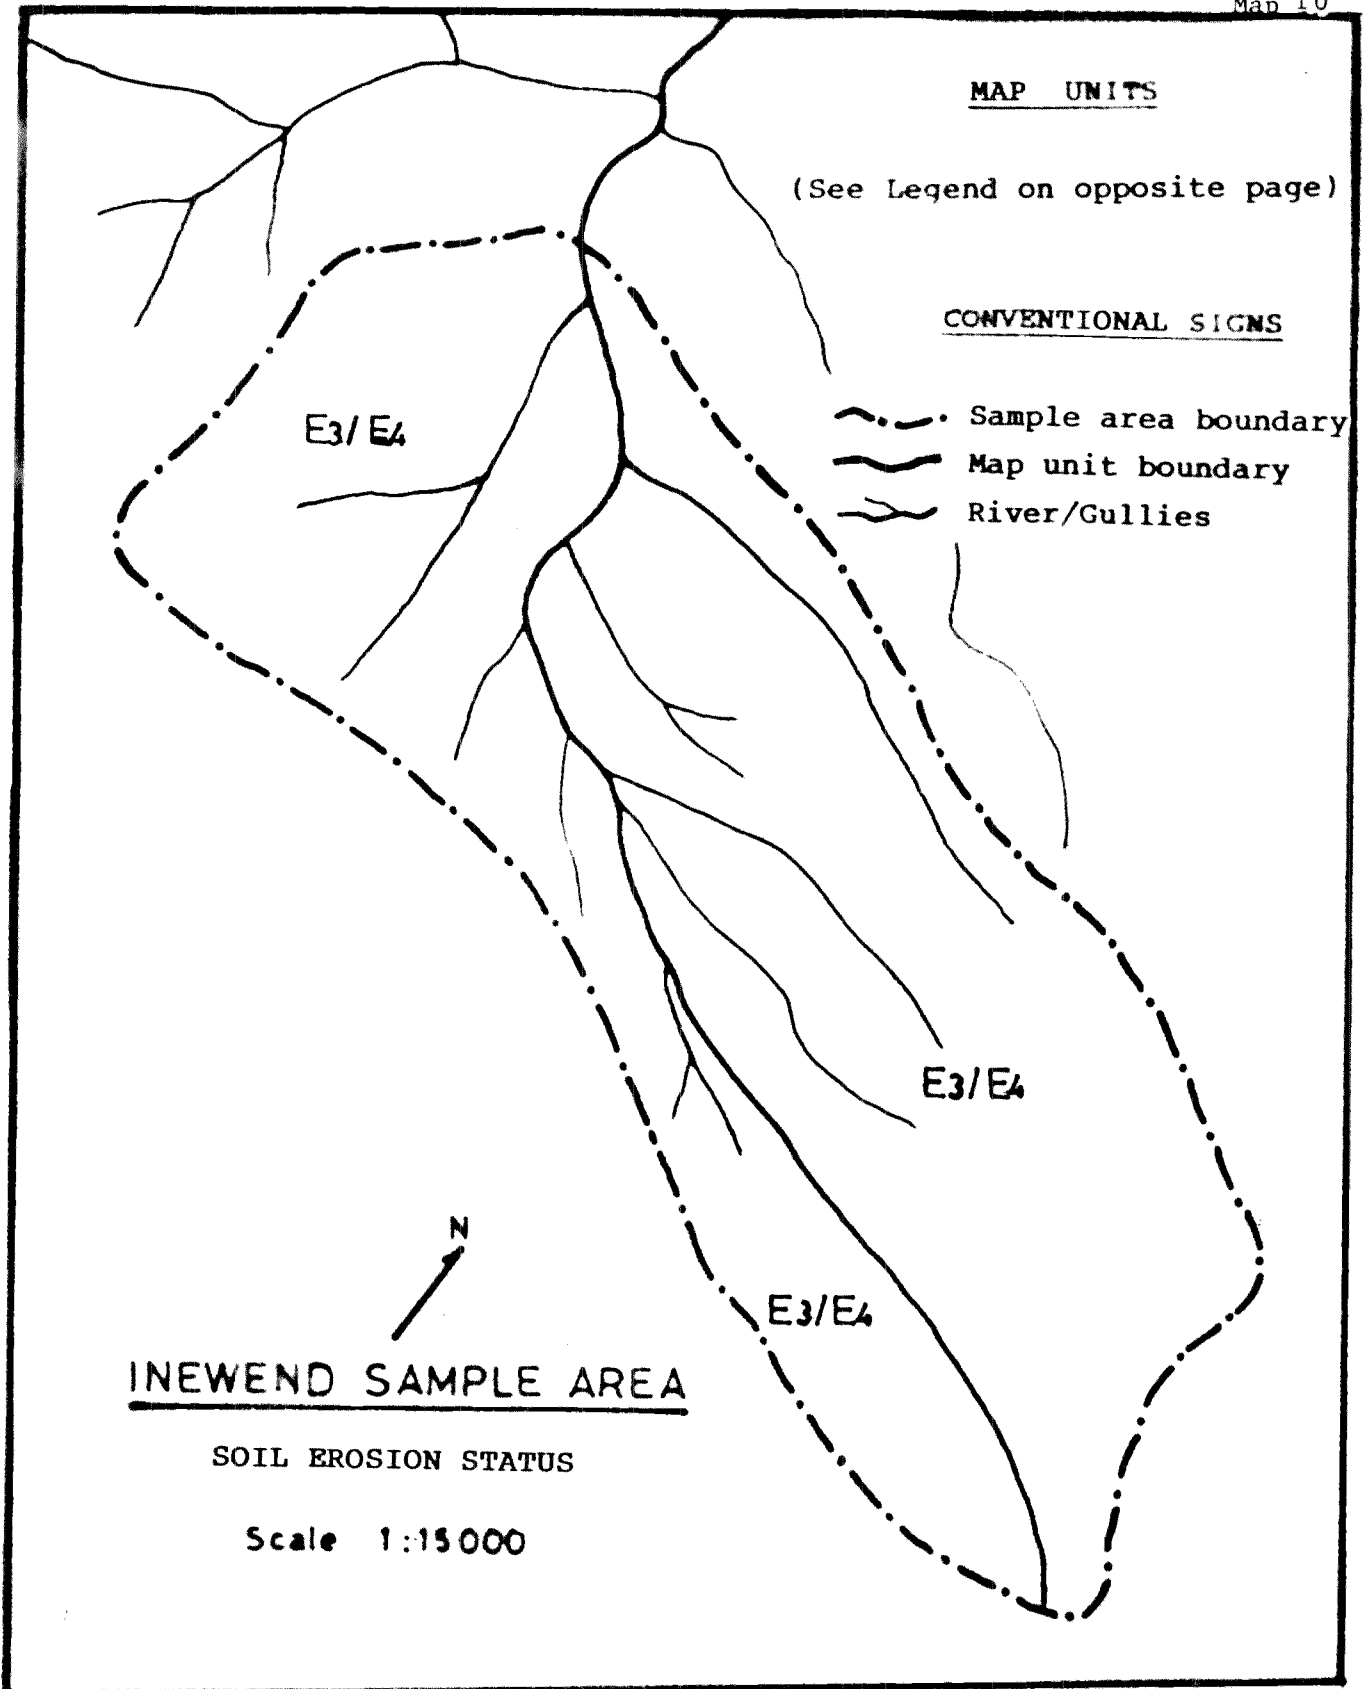 Map 10
MAP UNITS
(See Legend on opposite page)
CONVENTIONAL SIGNS
Sample area boundary
Map unit boundary
River/Gullies
E3/E4
E3/E4
E3/E4
N
INEWEND SAMPLE AREA
SOIL EROSION STATUS
Scale 1:15000